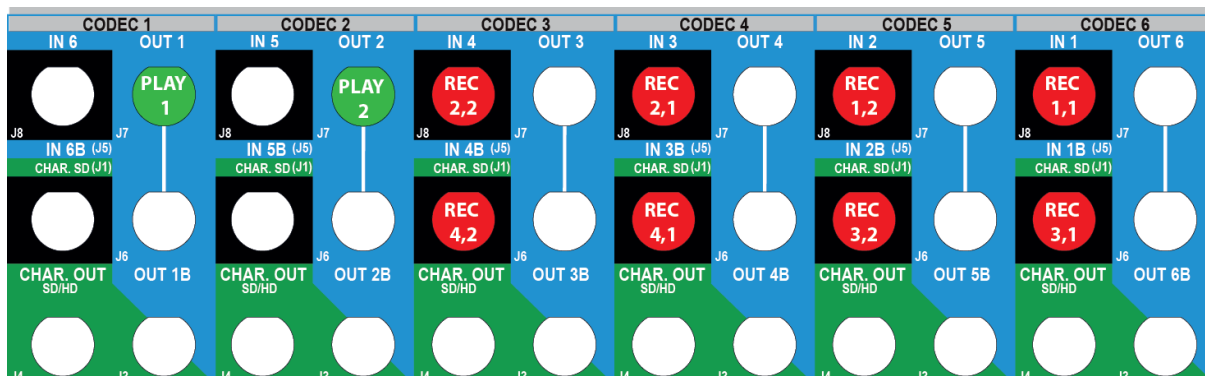 CODEC 1 CODEC 2 CODEC 3 CODEC 4 CODEC 5 CODEC 6
IN 6 OUT 1 IN 5 OUT 2 IN 4 OUT 3 IN 3 OUT 4 IN 2 OUT 5 IN 1 OUT 6
PLAY PLAY REC REC REC REC
1 2 2,2 2,1 1,2 1,1
J8 J7 J8 J7 J8 J7 J8 J7 J8 J7 J8 J7
IN 6B (J5) IN 5B (J5) IN 4B (J5) IN 3B (J5) IN 2B (J5) IN 1B (J5)
CHAR. SD (J1) CHAR. SD (J1) CHAR. SD (J1) CHAR. SD (J1) CHAR. SD (J1) CHAR. SD (J1)
REC REC REC REC
4,2 4,1 3,2 3,1
J6 J6 J6 J6 J6 J6
CHAR. OUT OUT 1B CHAR. OUT OUT 2B CHAR. OUT OUT 3B CHAR. OUT OUT 4B CHAR. OUT OUT 5B CHAR. OUT OUT 6B
SD/HD SD/HD SD/HD SD/HD SD/HD SD/HD